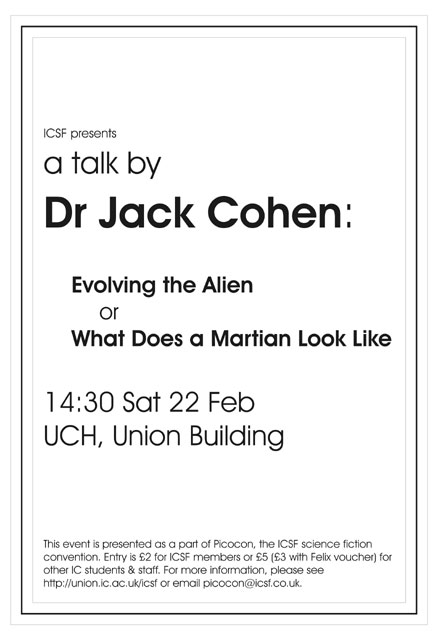 ICSF presents
a talk by
Dr Jack Cohen:
Evolving the Alien
or
What Does a Martian Look Like
14:30 Sat 22 Feb
UCH, Union Building
This event is presented as a part of Picocon, the ICSF science fiction
convention. Entry is £2 for ICSF members or £5 (£3 with Felix voucher) for
other IC students & staff. For more information, please see
http://union.ic.ac.uk/icsf or email picocon@icsf.co.uk.